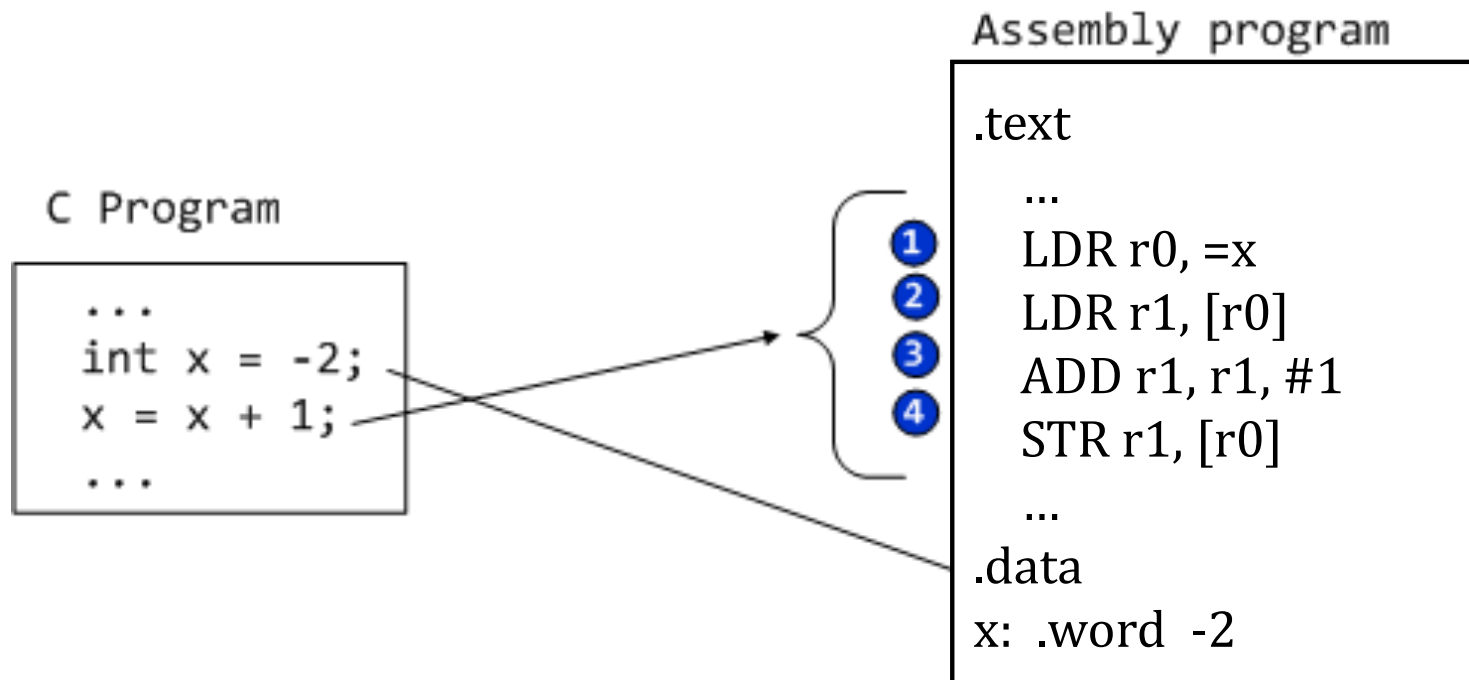 C Program
...
int x = -2;
x = x + 1;
...
Assembly program
.text
...
1 LDR r0, =x
2 LDR r1, [r0]
3 ADD r1, r1, #1
4 STR r1, [r0]
...
.data
x: .word -2